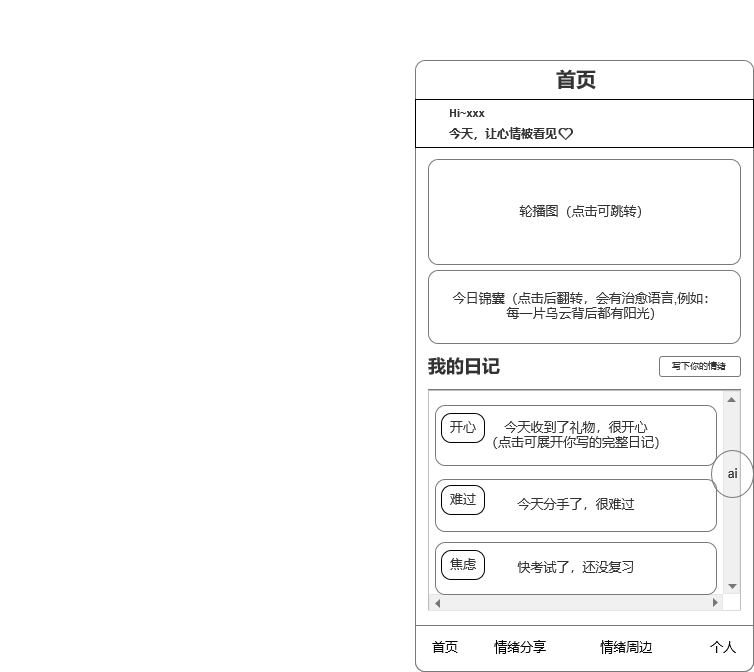 首页
Hi~xxx
今天，让心情被看见♡
轮播图（点击可跳转）
今日锦囊（点击后翻转，会有治愈语言,例如：
每一片乌云背后都有阳光）
我的日记
写下你的情绪
开心
今天收到了礼物，很开心
（点击可展开你写的完整日记）
ai
难过
今天分手了，很难过
焦虑
快考试了，还没复习
首页 情绪分享 情绪周边 个人